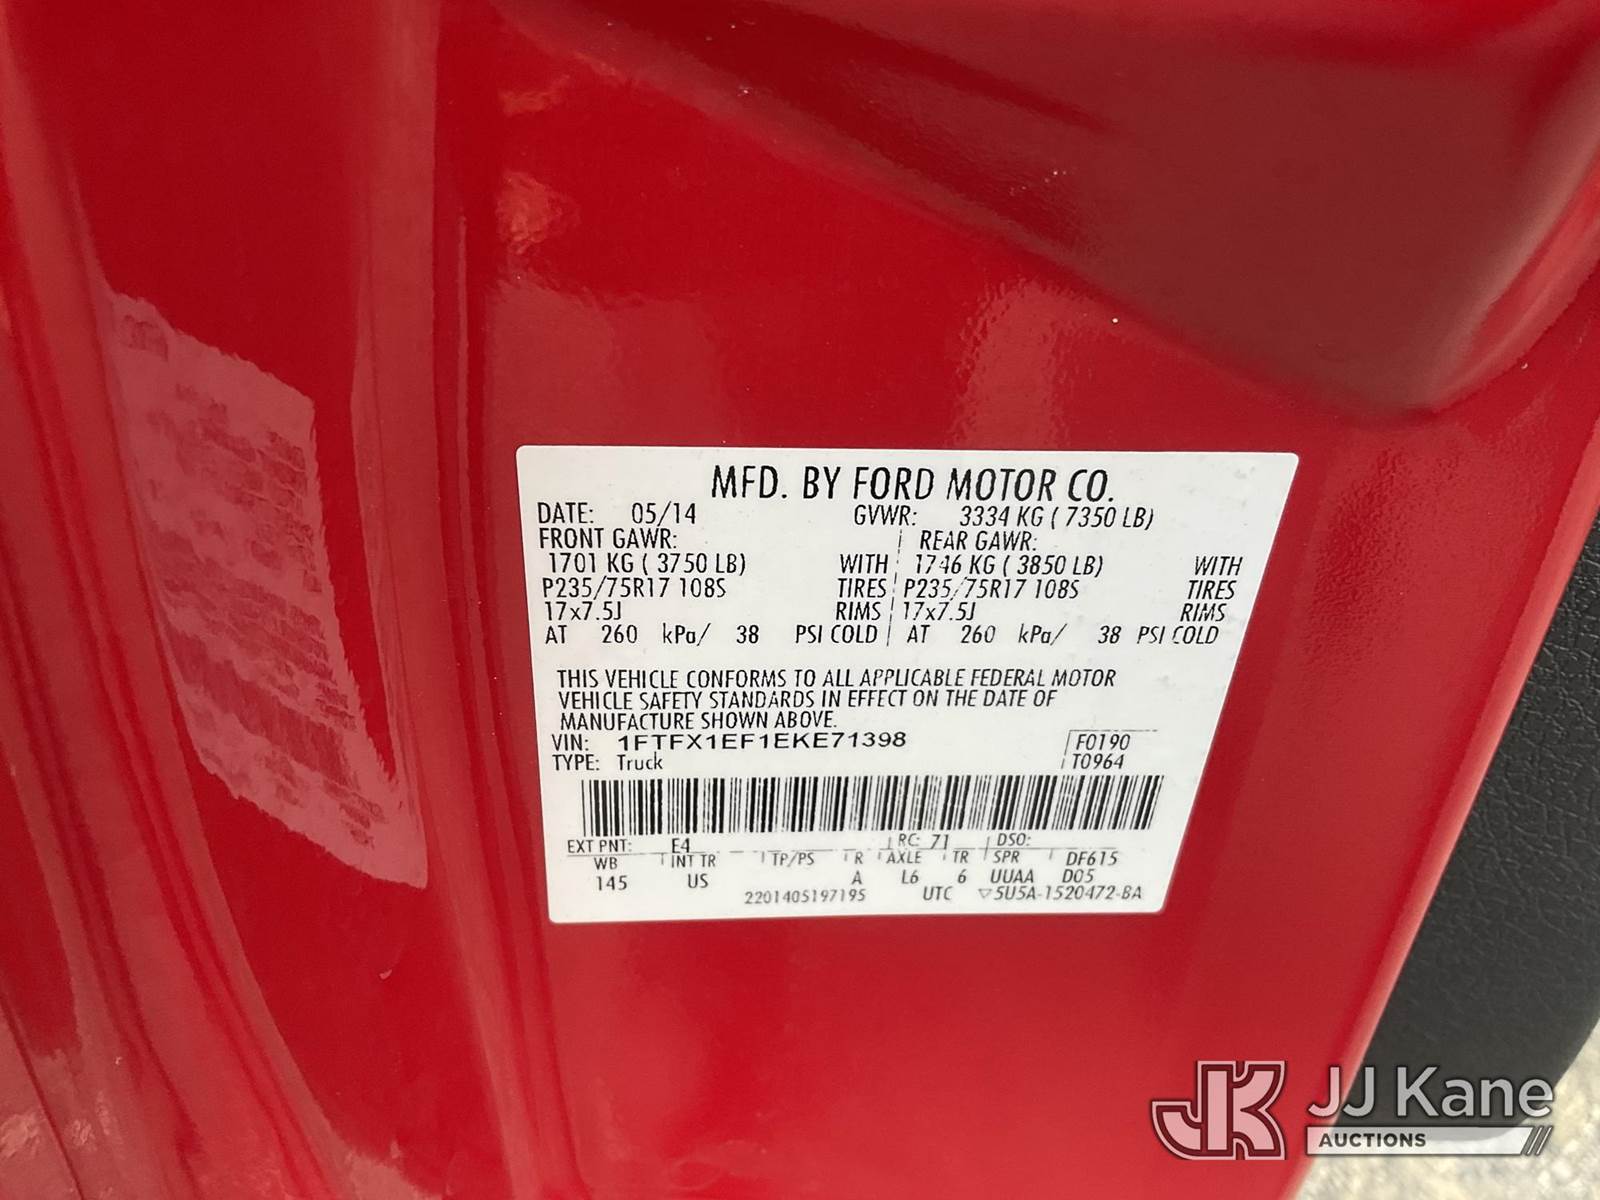 MFD. BY FORD MOTOR CO.
DATE: 05/14 GVWR: 3334 KG ( 7350 LB)
FRONT GAWR: REAR GAWR:
1701 KG ( 3750 LB) WITH 1746 KG ( 3850 LB) WITH
P235/75R17 108S TIRES P235/75R17 108S TIRES
17x7.5J RIMS 17x7.5J RIMS
AT 260 kPa/ 38 PSI COLD AT 260 kPa/ 38 PSI COLD
THIS VEHICLE CONFORMS TO ALL APPLICABLE FEDERAL MOTOR
VEHICLE SAFETY STANDARDS IN EFFECT ON THE DATE OF
MANUFACTURE SHOWN ABOVE.
VIN: 1FTFX1EF1EKE71398 F0190
TYPE: Truck T0964
EXT PNT: E4 RC: 71 DSO:
WB INT TR TP/PS R AXLE TR SPR DF615
145 US A L6 6 UUAA D05
2201405197195 UTC ▽5U5A-1520472-BA
JK JJ Kane
AUCTIONS